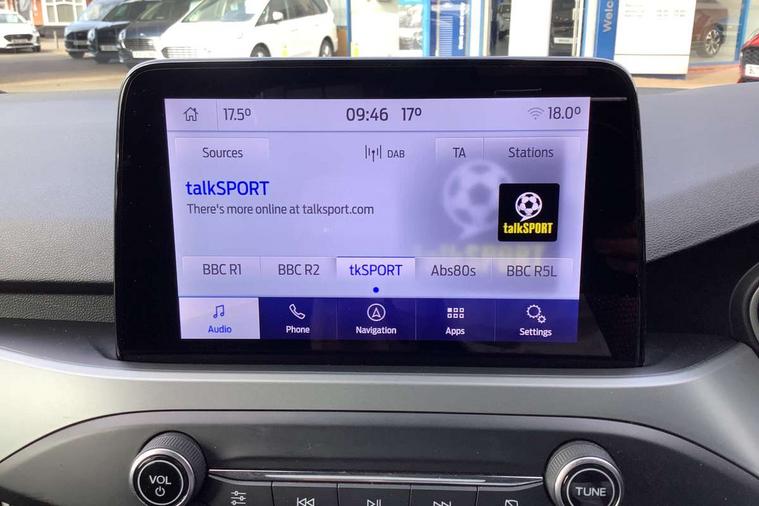 17.5° 09:46 17° 18.0°
Sources DAB TA Stations
talkSPORT
There's more online at talksport.com
talkSPORT
BBC R1 BBC R2 tkSPORT Abs80s BBC R5L
Audio Phone Navigation Apps Settings
VOL
TUNE
Welc